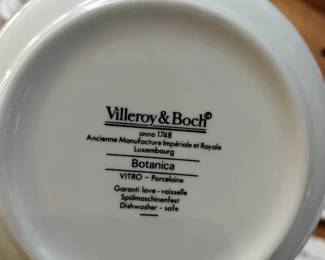 Villeroy & Boch©
anno 1748
Ancienne Manufacture Impériale et Royale
Luxembourg
Botanica
VITRO – Porcelaine
Garanti lave - vaisselle
Spülmaschinenfest
Dishwasher - safe